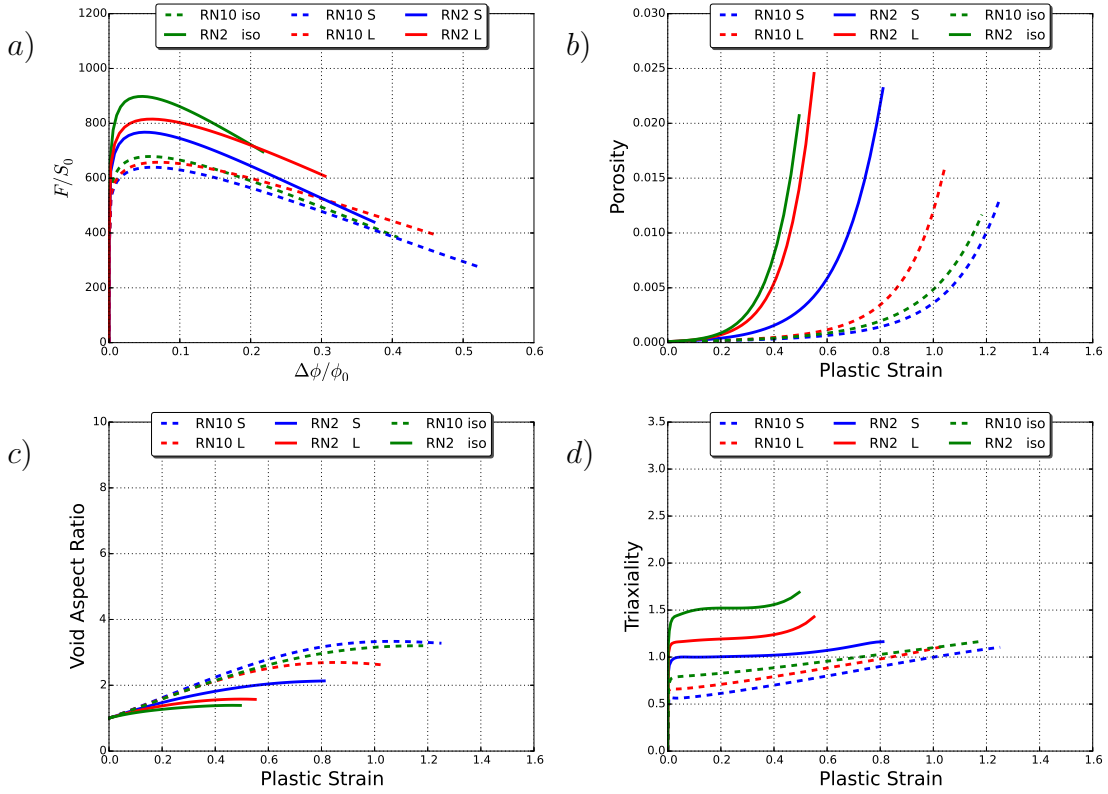 a)
RN10 iso RN10 S RN2 S
RN2 iso RN10 L RN2 L
1200
1000
800
600
400
200
0
F/S₀
0.0 0.1 0.2 0.3 0.4 0.5 0.6
Δϕ/ϕ₀
b)
RN10 S RN2 S RN10 iso
RN10 L RN2 L RN2 iso
0.030
0.025
0.020
0.015
0.010
0.005
0.000
Porosity
0.0 0.2 0.4 0.6 0.8 1.0 1.2 1.4 1.6
Plastic Strain
c)
RN10 S RN2 S RN10 iso
RN10 L RN2 L RN2 iso
10
8
6
4
2
0
Void Aspect Ratio
0.0 0.2 0.4 0.6 0.8 1.0 1.2 1.4 1.6
Plastic Strain
d)
RN10 S RN2 S RN10 iso
RN10 L RN2 L RN2 iso
3.5
3.0
2.5
2.0
1.5
1.0
0.5
0.0
Triaxiality
0.0 0.2 0.4 0.6 0.8 1.0 1.2 1.4 1.6
Plastic Strain